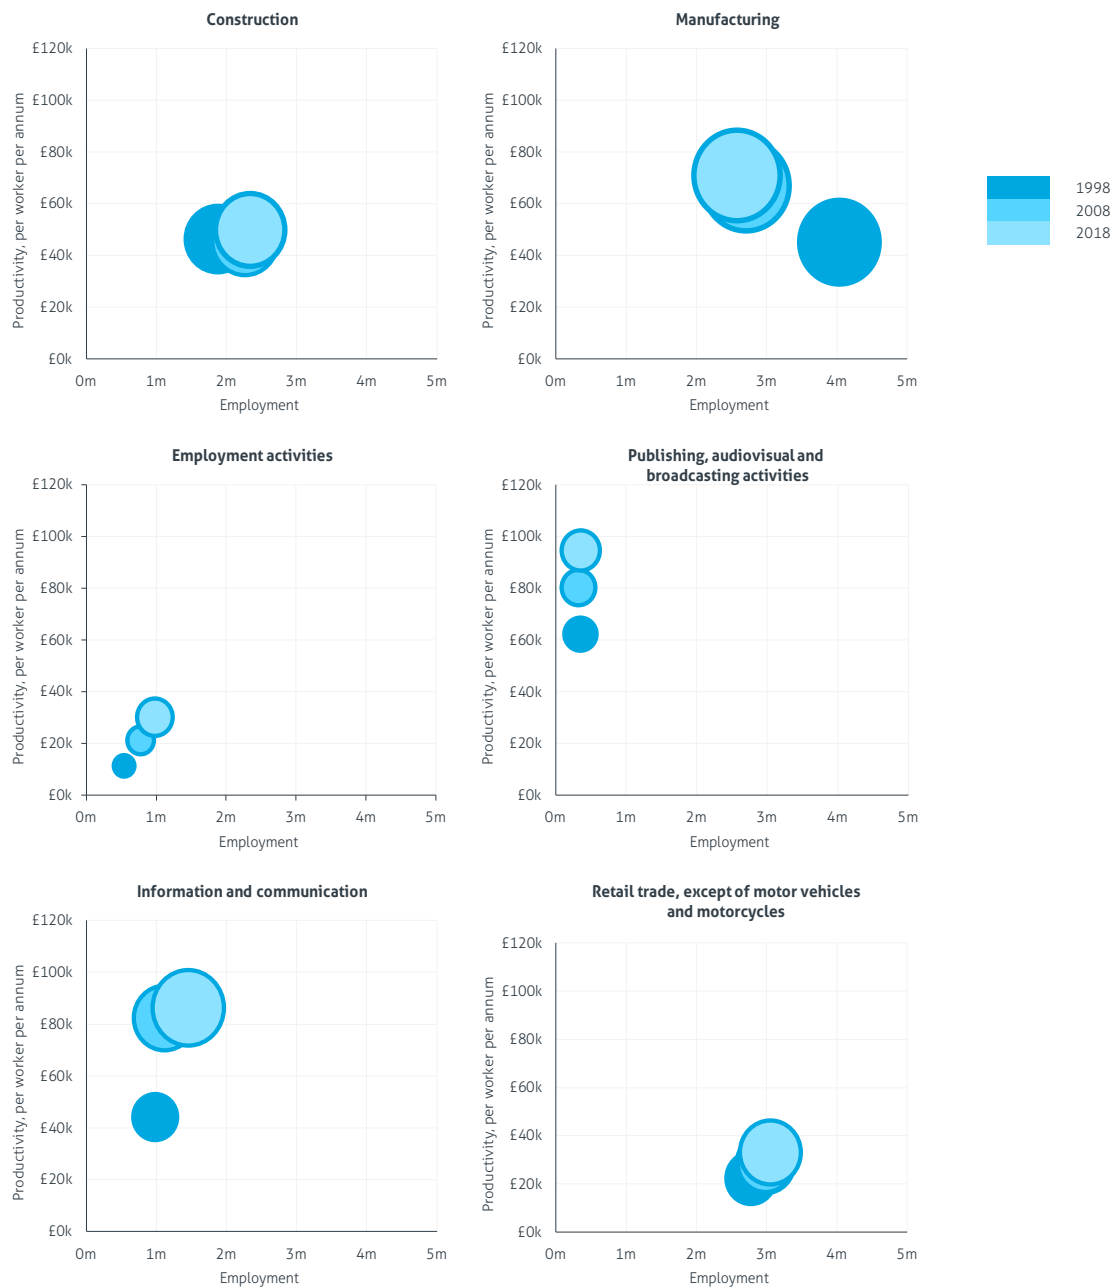 Construction
£120k
£100k
£80k
£60k
£40k
£20k
£0k
Productivity, per worker per annum
0m 1m 2m 3m 4m 5m
Employment
Manufacturing
£120k
£100k
£80k
£60k
£40k
£20k
£0k
Productivity, per worker per annum
0m 1m 2m 3m 4m 5m
Employment
1998
2008
2018
Employment activities
£120k
£100k
£80k
£60k
£40k
£20k
£0k
Productivity, per worker per annum
0m 1m 2m 3m 4m 5m
Employment
Publishing, audiovisual and
broadcasting activities
£120k
£100k
£80k
£60k
£40k
£20k
£0k
Productivity, per worker per annum
0m 1m 2m 3m 4m 5m
Employment
Information and communication
£120k
£100k
£80k
£60k
£40k
£20k
£0k
Productivity, per worker per annum
0m 1m 2m 3m 4m 5m
Employment
Retail trade, except of motor vehicles
and motorcycles
£120k
£100k
£80k
£60k
£40k
£20k
£0k
Productivity, per worker per annum
0m 1m 2m 3m 4m 5m
Employment